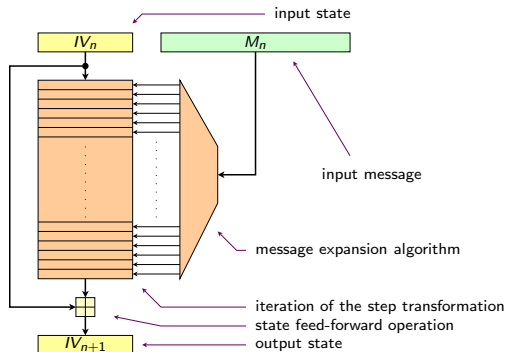 input state
IVₙ
Mₙ
input message
message expansion algorithm
iteration of the step transformation
state feed-forward operation
IVₙ₊₁
output state